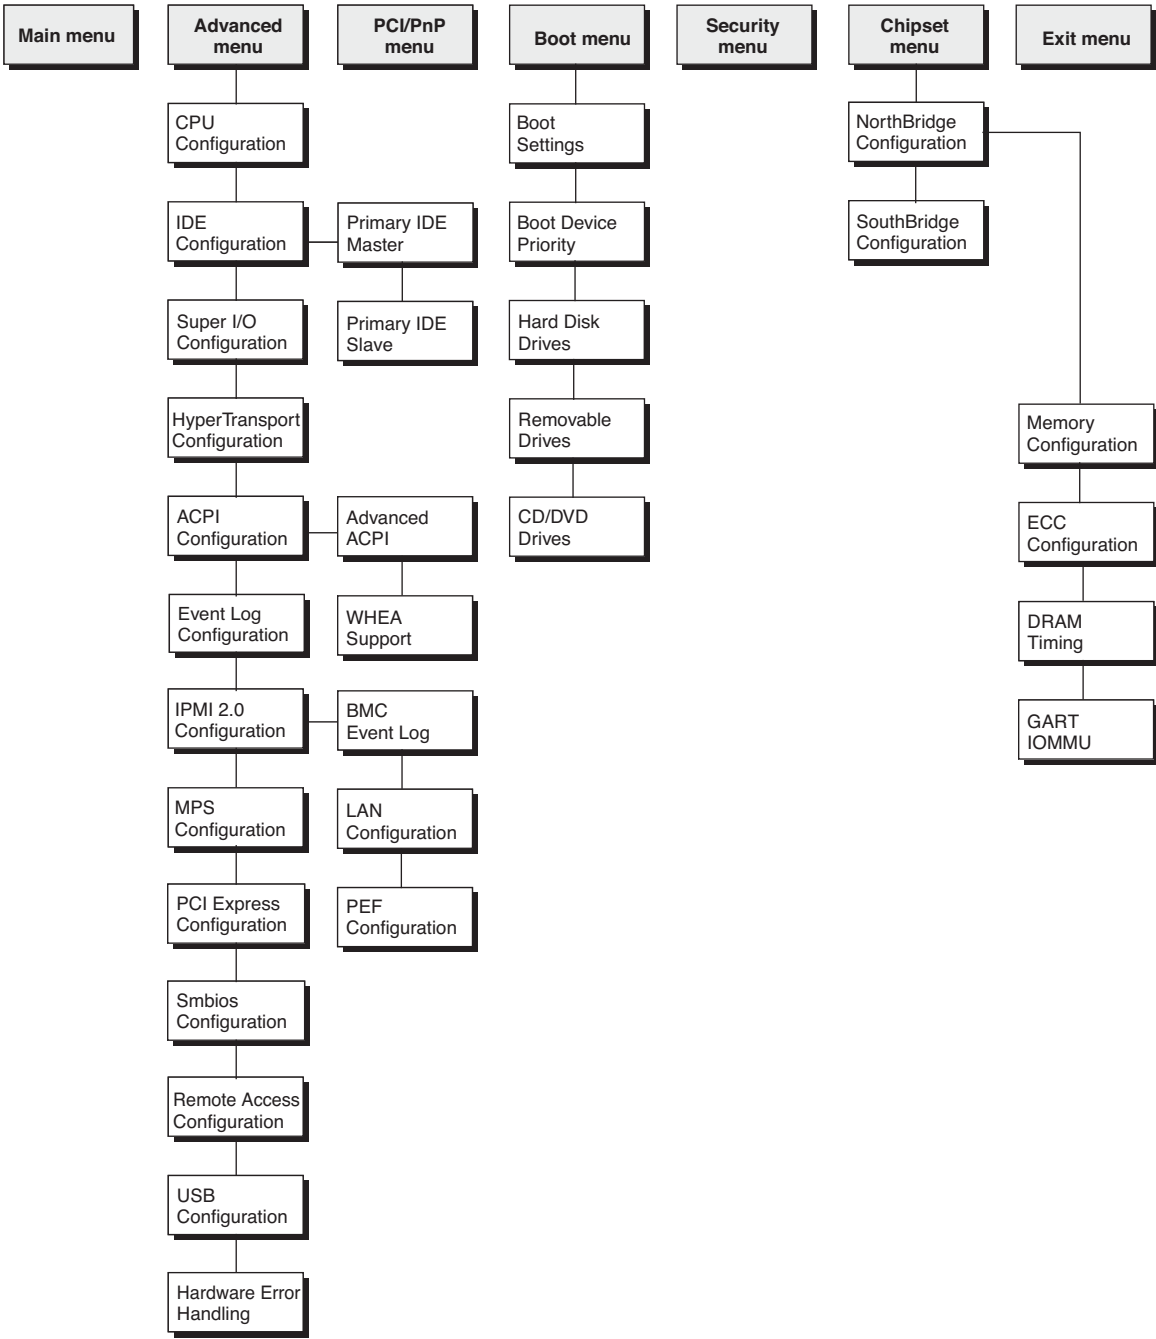 Main menu
Advanced
menu
PCI/PnP
menu
Boot menu
Security
menu
Chipset
menu
Exit menu
CPU
Configuration
Boot
Settings
NorthBridge
Configuration
IDE
Configuration
Primary IDE
Master
Boot Device
Priority
SouthBridge
Configuration
Super I/O
Configuration
Primary IDE
Slave
Hard Disk
Drives
HyperTransport
Configuration
Removable
Drives
Memory
Configuration
ACPI
Configuration
Advanced
ACPI
CD/DVD
Drives
ECC
Configuration
Event Log
Configuration
WHEA
Support
DRAM
Timing
IPMI 2.0
Configuration
BMC
Event Log
GART
IOMMU
MPS
Configuration
LAN
Configuration
PCI Express
Configuration
PEF
Configuration
Smbios
Configuration
Remote Access
Configuration
USB
Configuration
Hardware Error
Handling